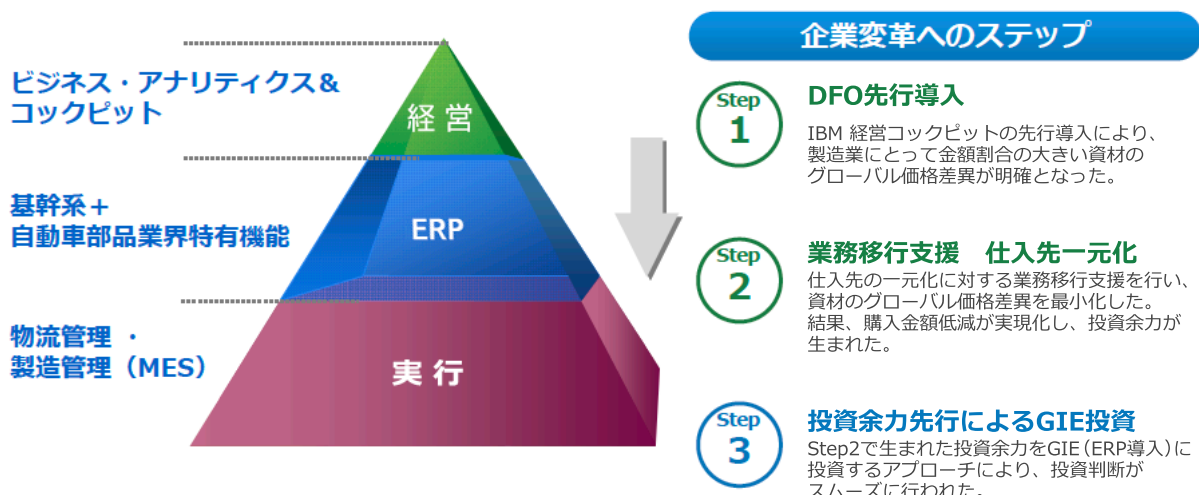 ビジネス・アナリティクス&
コックピット
基幹系+
自動車部品業界特有機能
物流管理 ・
製造管理（MES）
経 営
ERP
実 行
企業変革へのステップ
Step
1
DFO先行導入
IBM 経営コックピットの先行導入により、
製造業にとって金額割合の大きい資材の
グローバル価格差異が明確となった。
Step
2
業務移行支援　仕入先一元化
仕入先の一元化に対する業務移行支援を行い、
資材のグローバル価格差異を最小化した。
結果、購入金額低減が実現化し、投資余力が
生まれた。
Step
3
投資余力先行によるGIE投資
Step2で生まれた投資余力をGIE（ERP導入）に
投資するアプローチにより、投資判断が
スムーズに行われた。